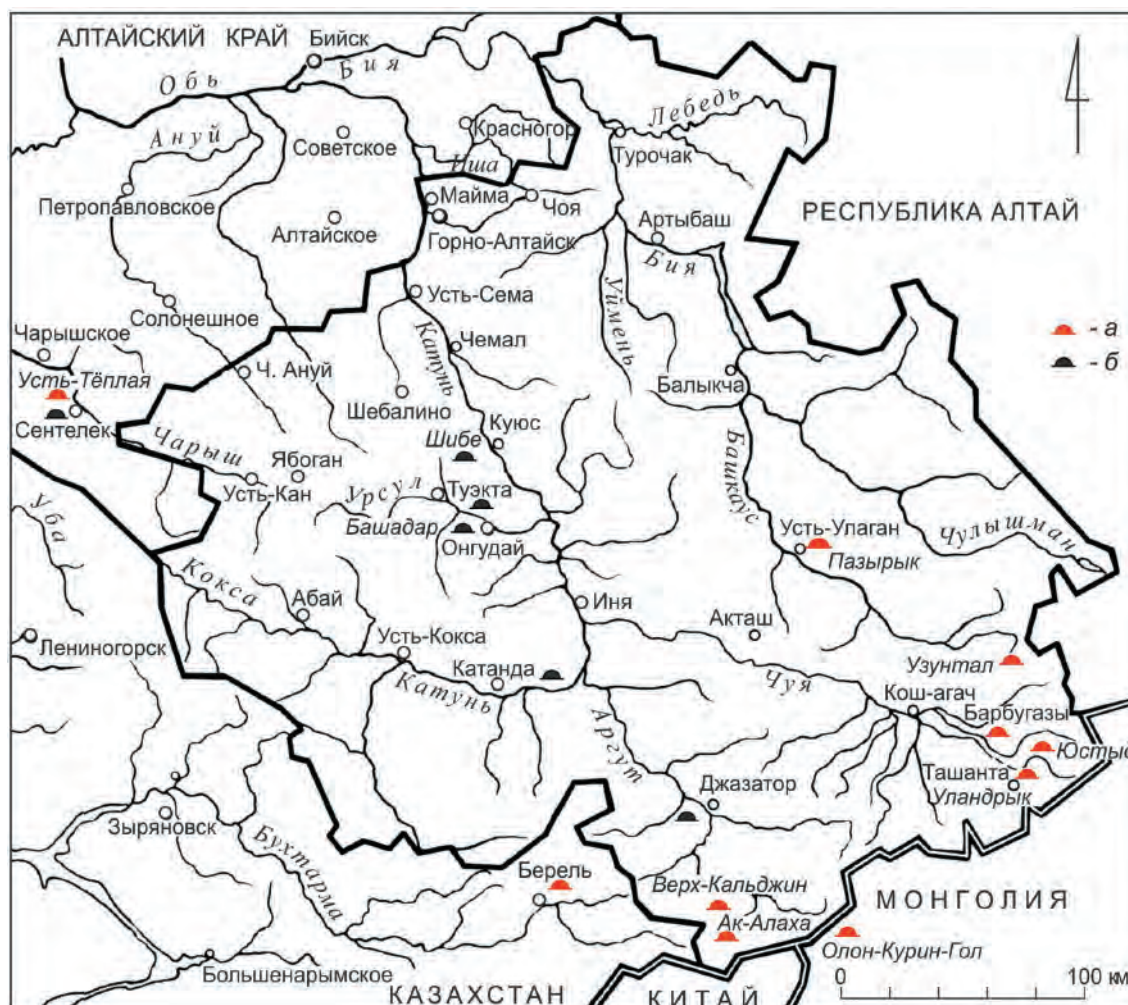 АЛТАЙСКИЙ КРАЙ
Бийск
Бия
Обь
Лебедь
Ануй
Советское
Красногор
Турочак
Иша
Петропавловское
Майма
Чоя
Алтайское
Горно-Алтайск
Артыбаш
РЕСПУБЛИКА АЛТАЙ
Бия
Усть-Сема
Уймень
Солонешное
Катунь
Чемал
- а
Чарышское
Ч. Ануй
Балыкча
- б
Усть-Тёплая
Шебалино
Сентелек
Куюс
Чарыш
Шибе
Башкаус
Ябоган
Усть-Кан
Урсул
Туэкта
Уба
Башадар
Онгудай
Усть-Улаган
Чулышман
Пазырык
Кокса
Абай
Иня
Акташ
Лениногорск
Усть-Кокса
Узунтал
Катанда
Чуя
Катунь
Кош-агач
Барбугазы
Аргут
Юстыд
Ташанта
Джазатор
Уландрык
Зыряновск
Бухтарма
Берель
Верх-Кальджин
МОНГОЛИЯ
Ак-Алаха
Олон-Курин-Гол
Большенарымское
0 100 км
КАЗАХСТАН
КИТАЙ